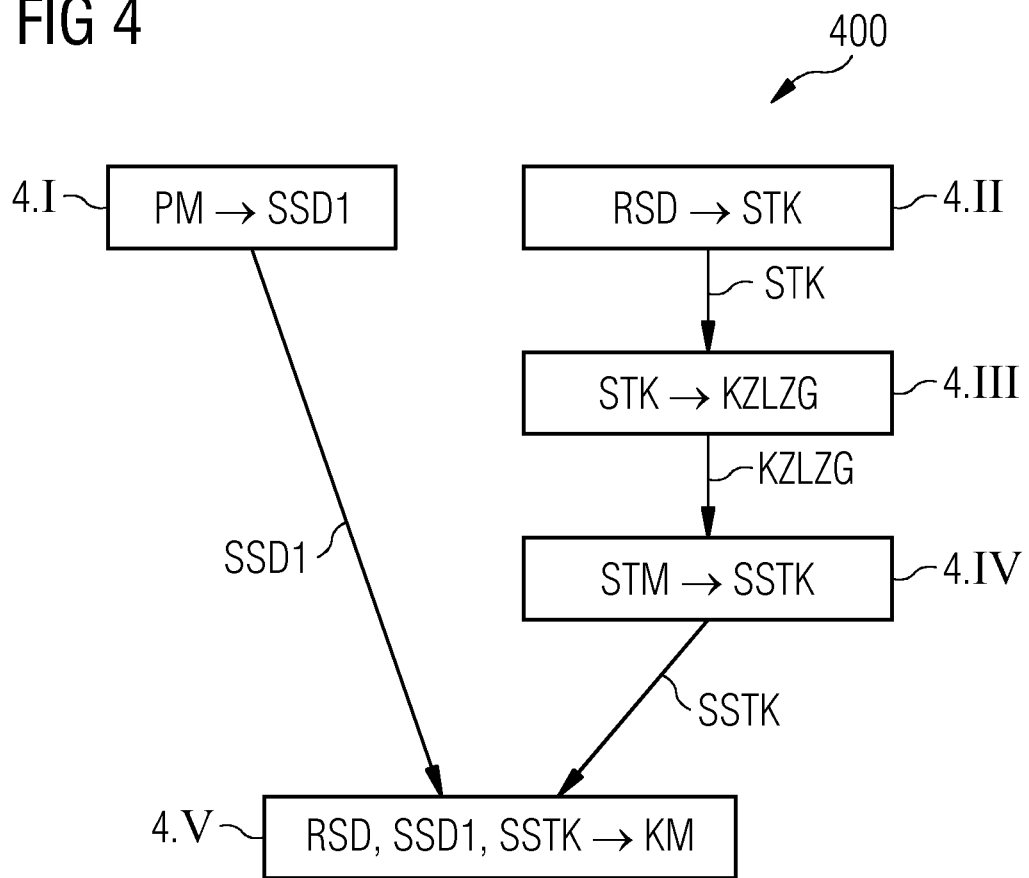 FIG 4
400
4.I
PM → SSD1
RSD → STK
4.II
STK
STK → KZLZG
4.III
KZLZG
SSD1
STM → SSTK
4.IV
SSTK
4.V
RSD, SSD1, SSTK → KM